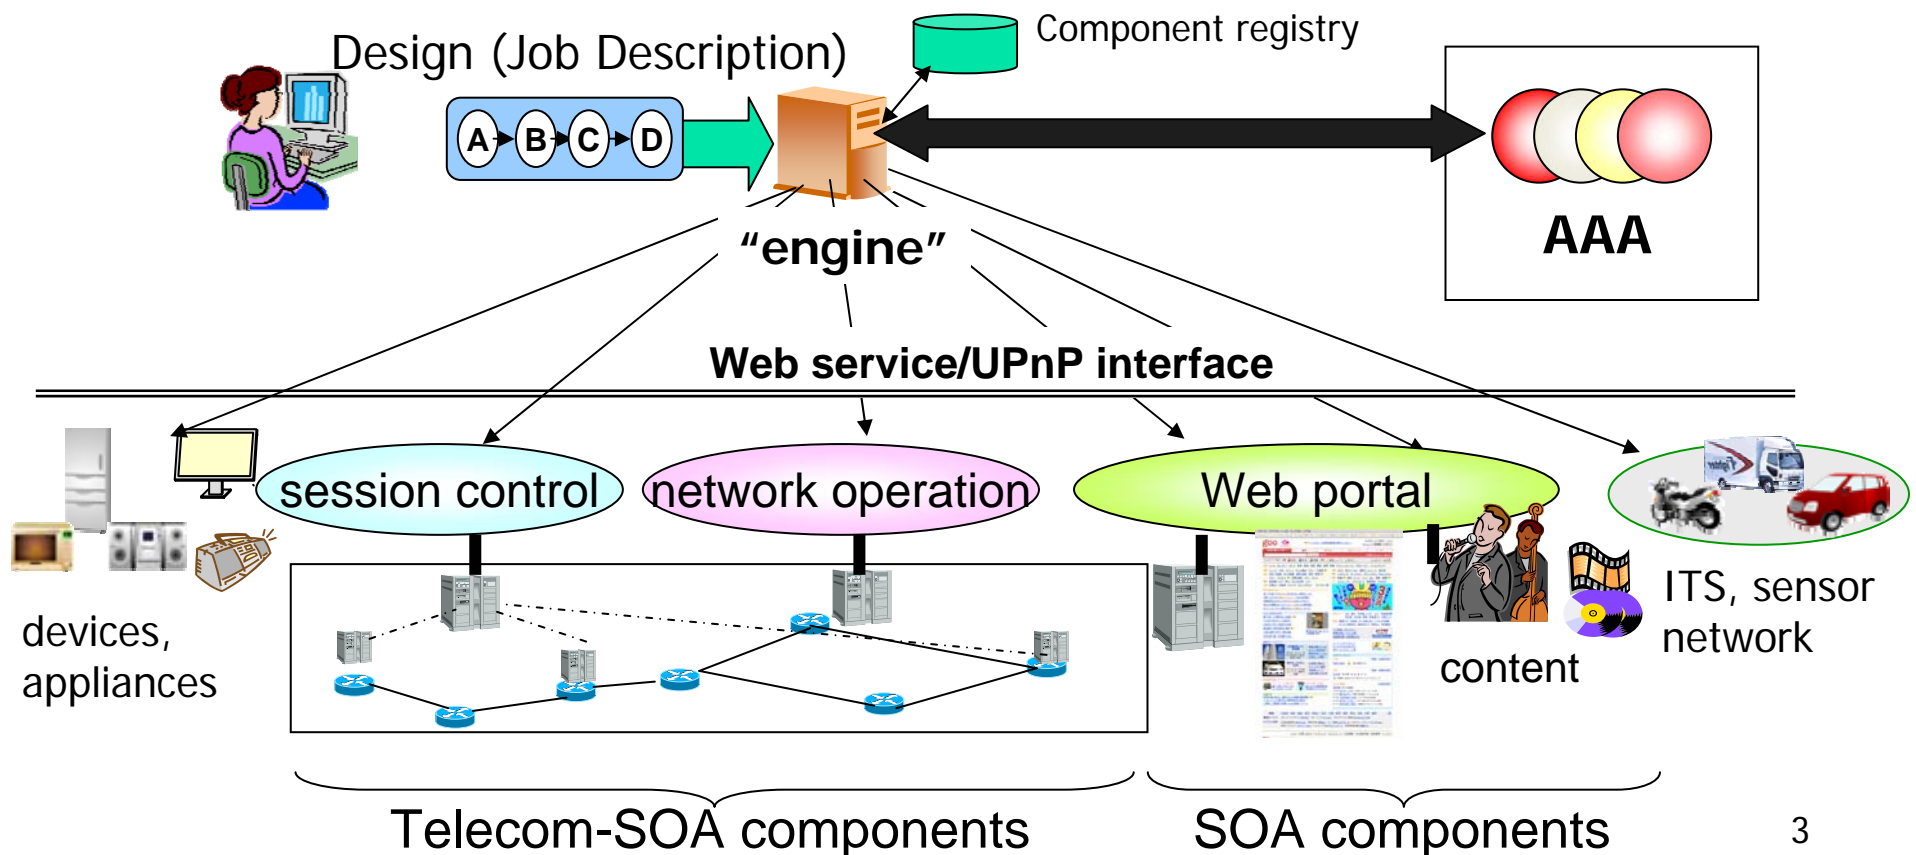 Component registry
Design (Job Description)
A B C D
AAA
“engine”
Web service/UPnP interface
session control
network operation
Web portal
devices,
appliances
content
ITS, sensor
network
Telecom-SOA components
SOA components
3